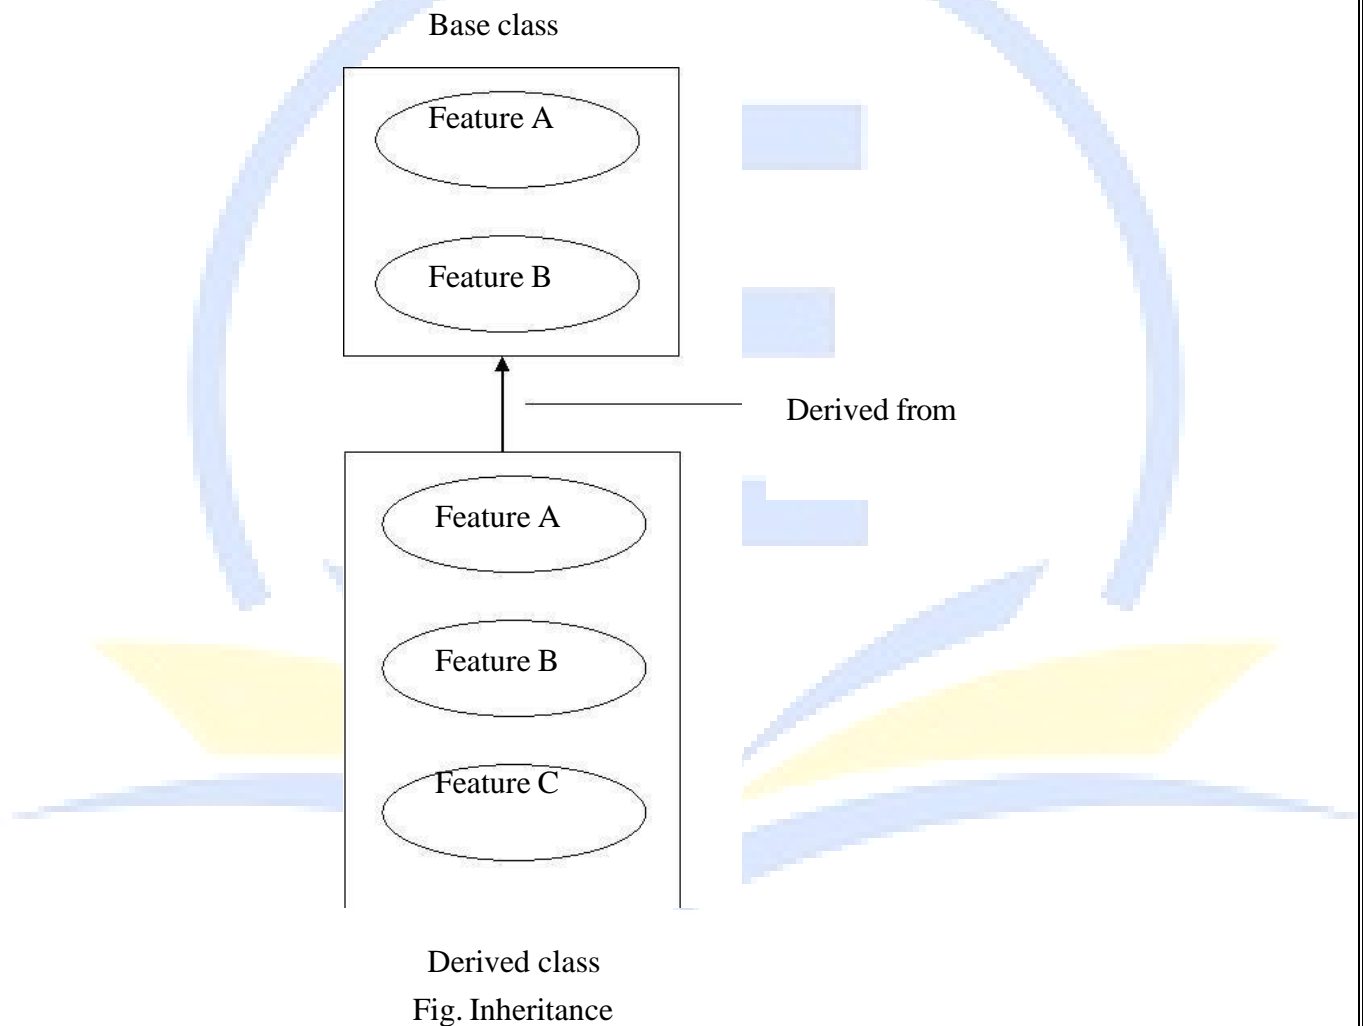 Base class
Feature A
Feature B
Derived from
Feature A
Feature B
Feature C
Derived class
Fig. Inheritance